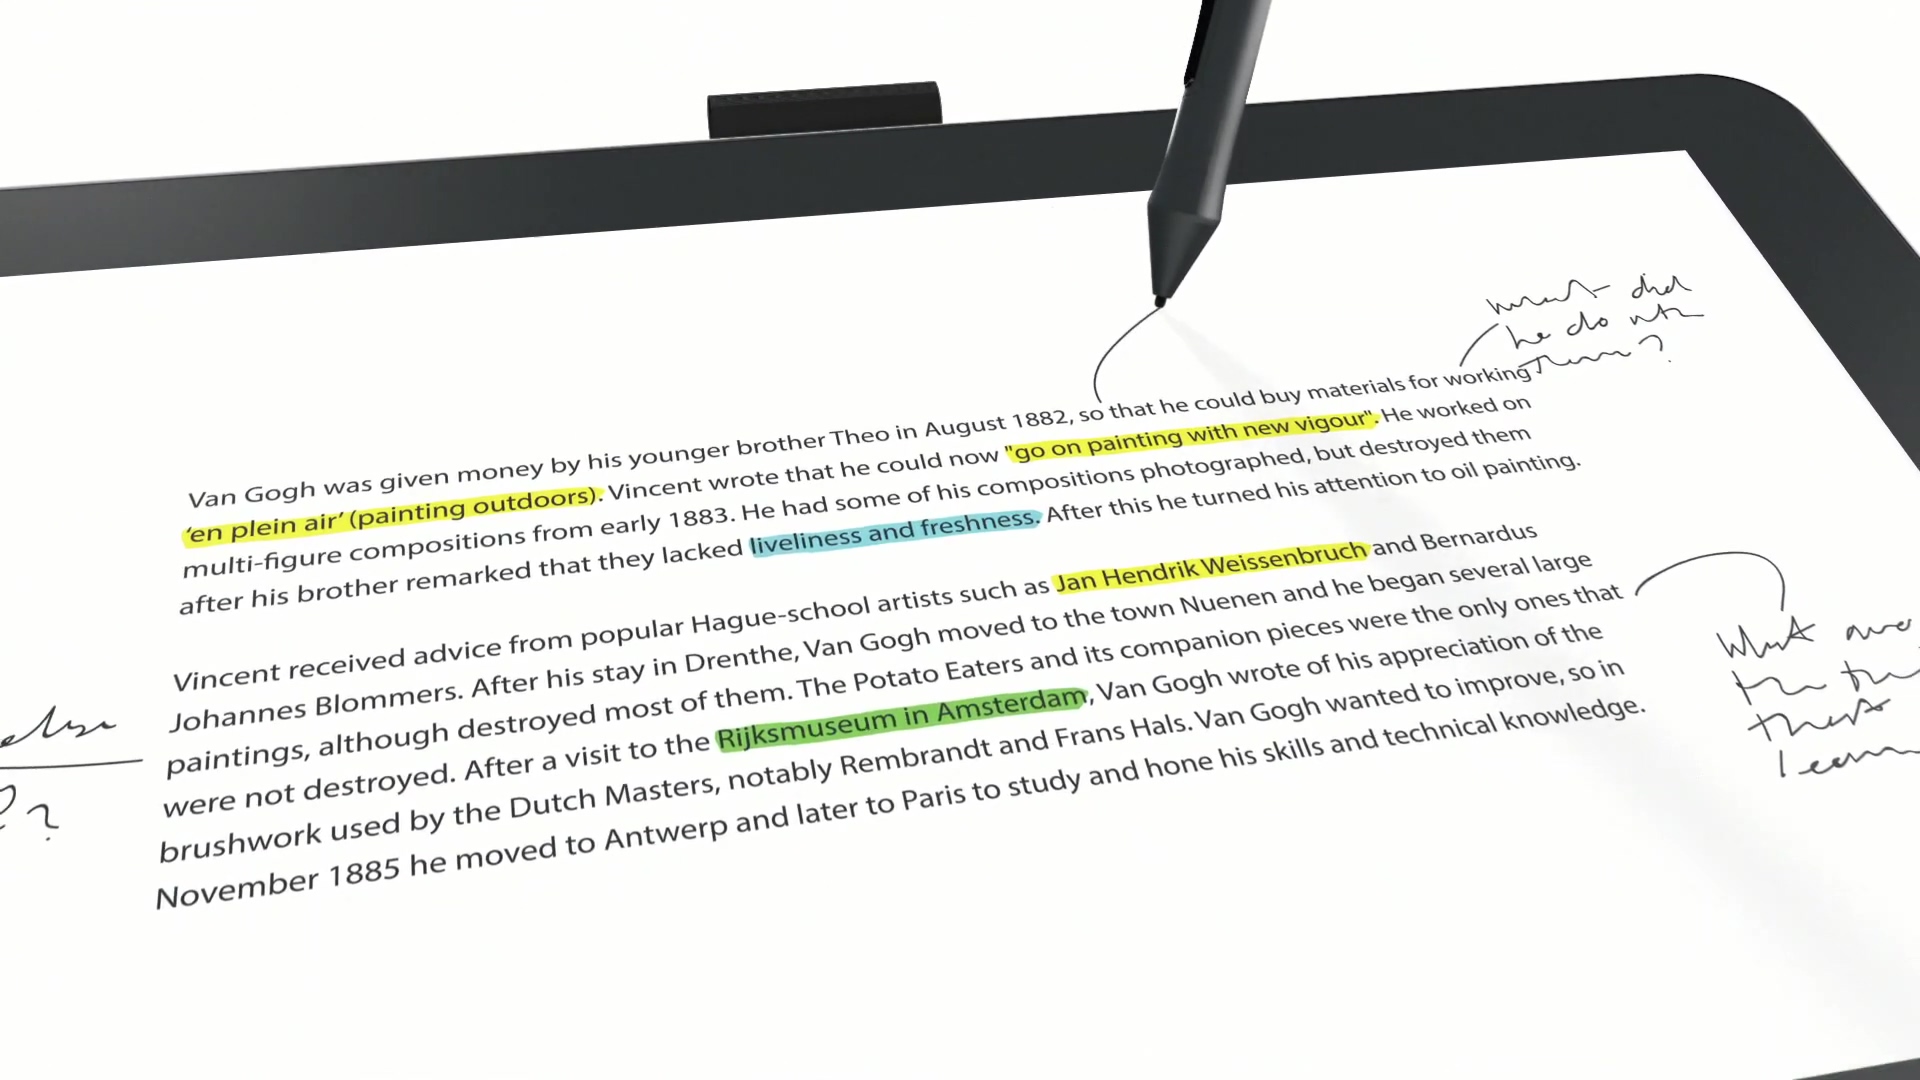 what did
he do with
them?
Van Gogh was given money by his younger brother Theo in August 1882, so that he could buy materials for working
‘en plein air’ (painting outdoors). Vincent wrote that he could now "go on painting with new vigour". He worked on
multi-figure compositions from early 1883. He had some of his compositions photographed, but destroyed them
after his brother remarked that they lacked liveliness and freshness. After this he turned his attention to oil painting.
Vincent received advice from popular Hague-school artists such as Jan Hendrik Weissenbruch and Bernardus
Johannes Blommers. After his stay in Drenthe, Van Gogh moved to the town Nuenen and he began several large
paintings, although destroyed most of them. The Potato Eaters and its companion pieces were the only ones that
were not destroyed. After a visit to the Rijksmuseum in Amsterdam, Van Gogh wrote of his appreciation of the
brushwork used by the Dutch Masters, notably Rembrandt and Frans Hals. Van Gogh wanted to improve, so in
November 1885 he moved to Antwerp and later to Paris to study and hone his skills and technical knowledge.
What are
the
learn
else
?